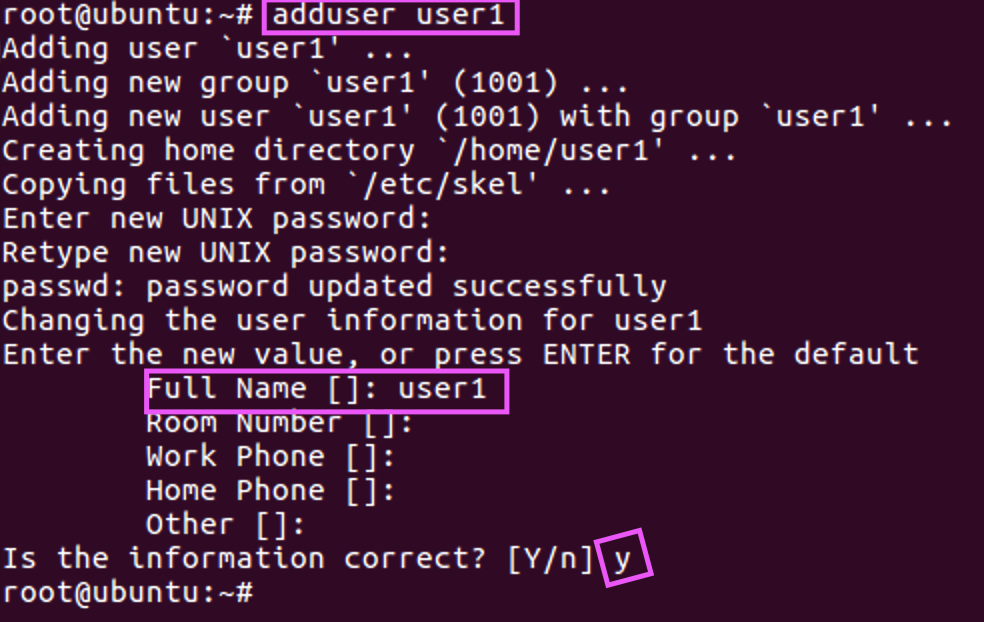 root@ubuntu:~# adduser user1
Adding user `user1' ...
Adding new group `user1' (1001) ...
Adding new user `user1' (1001) with group `user1' ...
Creating home directory `/home/user1' ...
Copying files from `/etc/skel' ...
Enter new UNIX password:
Retype new UNIX password:
passwd: password updated successfully
Changing the user information for user1
Enter the new value, or press ENTER for the default
Full Name []: user1
Room Number []:
Work Phone []:
Home Phone []:
Other []:
Is the information correct? [Y/n] y
root@ubuntu:~#